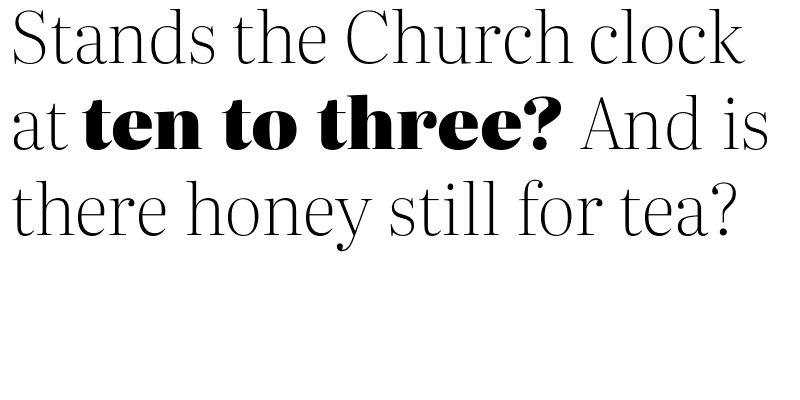 Stands the Church clock
at ten to three? And is
there honey still for tea?